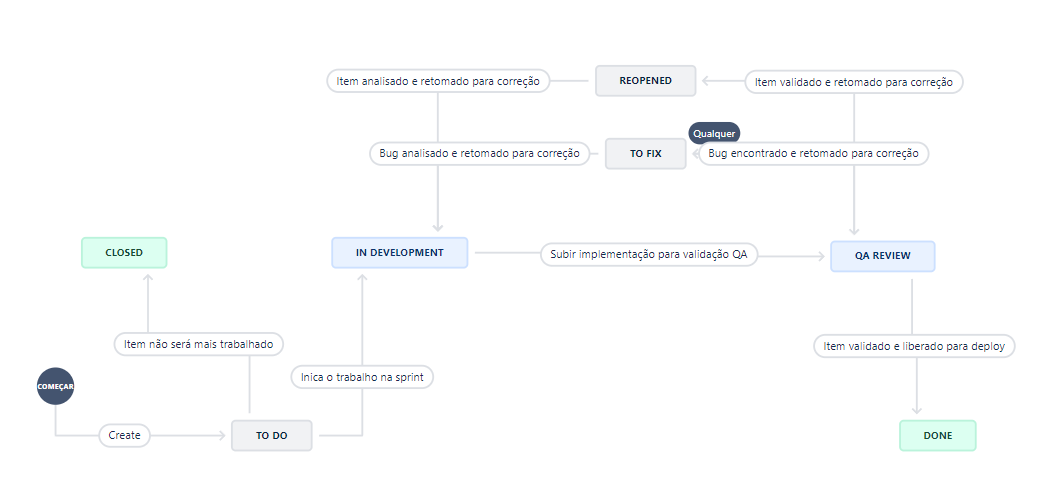 Item analisado e retomado para correção
REOPENED
Item validado e retomado para correção
Qualquer
Bug analisado e retomado para correção
TO FIX
Bug encontrado e retomado para correção
CLOSED
IN DEVELOPMENT
Subir implementação para validação QA
QA REVIEW
Item não será mais trabalhado
Item validado e liberado para deploy
Inica o trabalho na sprint
COMEÇAR
Create
TO DO
DONE